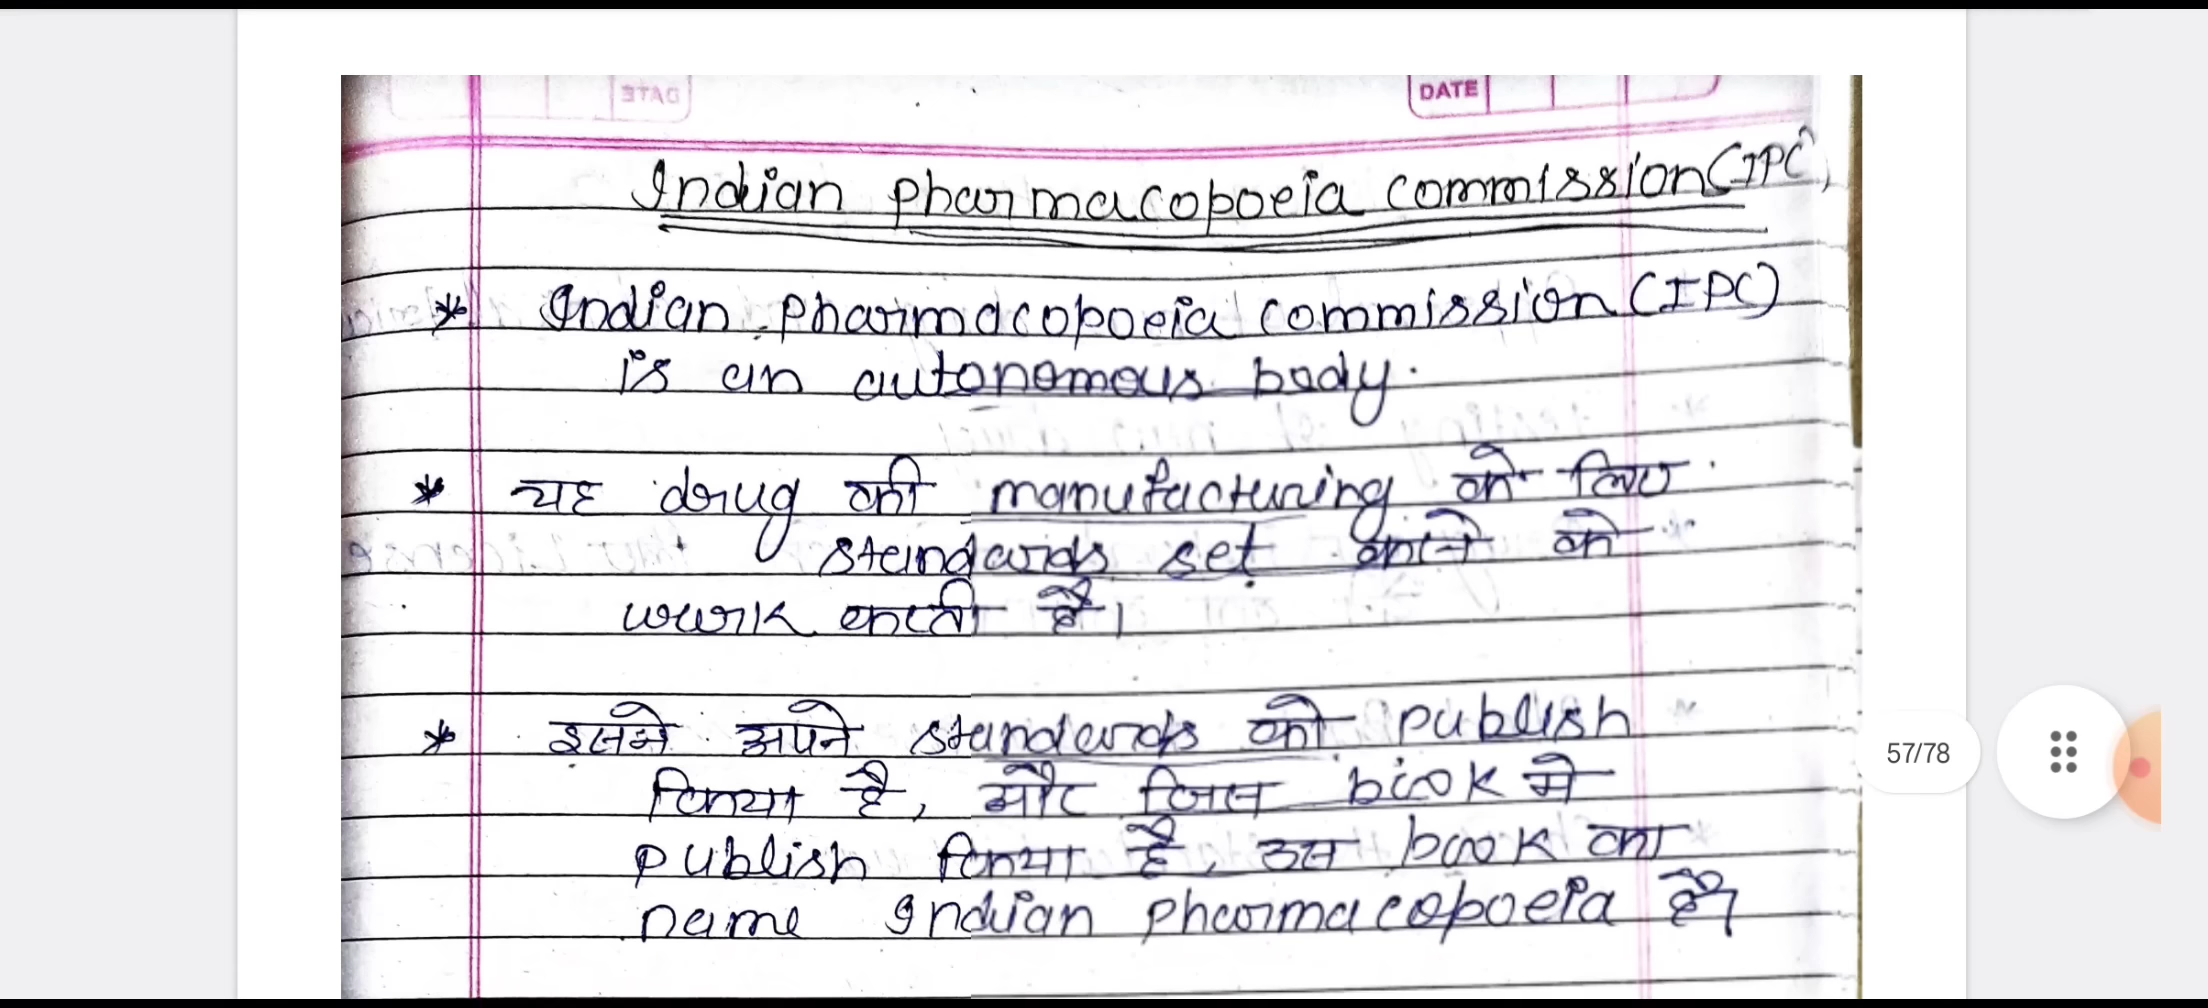 DATE
Indian pharmacopoeia commission (IPC)
* Indian pharmacopoeia commission (IPC)
is an autonomous body.
* यह drug की manufacturing के लिए
standards set करने का
work करती है।
* इसने अपने standards को publish
किया है, और जिस book मे
publish किया है, उस book का
name Indian pharmacopoeia है।
57/78